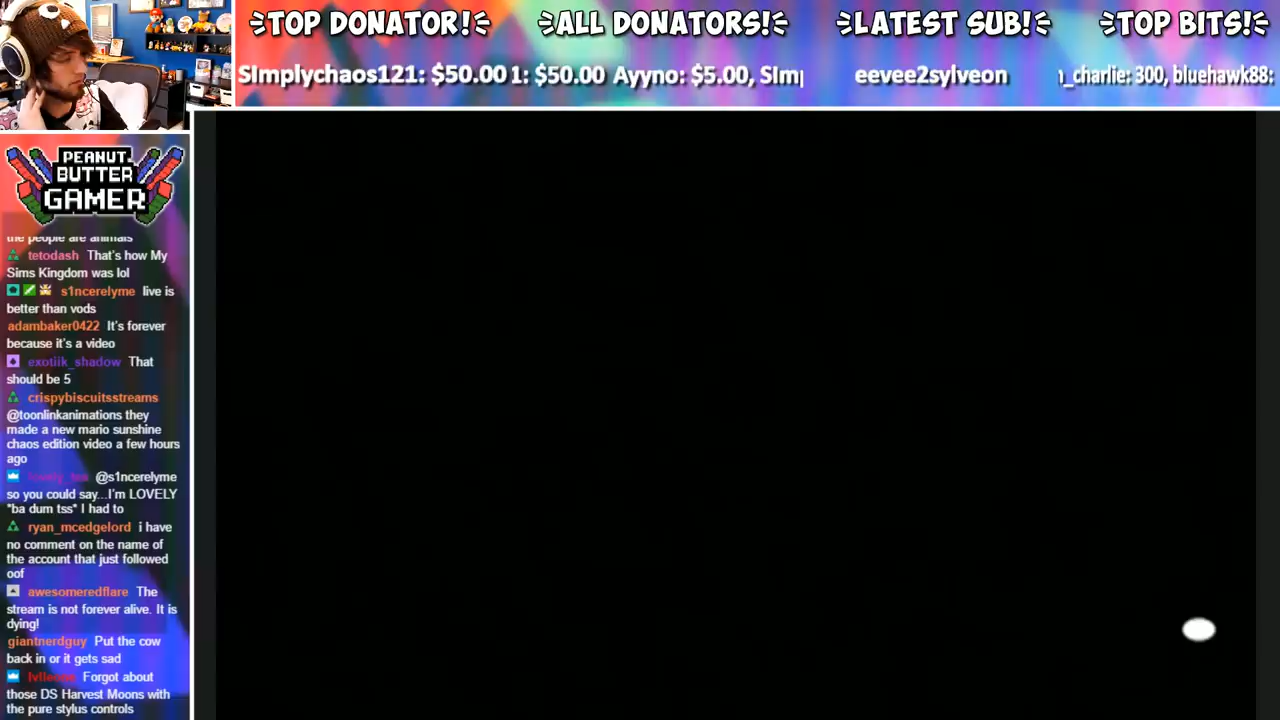 TOP DONATOR!
ALL DONATORS!
LATEST SUB!
TOP BITS!
SImplychaos121: $50.00
1: $50.00 Ayyno: $5.00, SIm
eevee2sylveon
_charlie: 300, bluehawk88:
PEANUT
BUTTER
GAMER
the people are animals
tetodash That's how My
Sims Kingdom was lol
s1ncerelyme live is
better than vods
adambaker0422 It's forever
because it's a video
exotiik_shadow That
should be 5
crispybiscuitsstreams
@toonlinkanimations they
made a new mario sunshine
chaos edition video a few hours
ago
@s1ncerelyme
so you could say...I'm LOVELY
*ba dum tss* I had to
ryan_mcedgelord i have
no comment on the name of
the account that just followed
oof
awesomeredflare The
stream is not forever alive. It is
dying!
giantnerdguy Put the cow
back in or it gets sad
Forgot about
those DS Harvest Moons with
the pure stylus controls